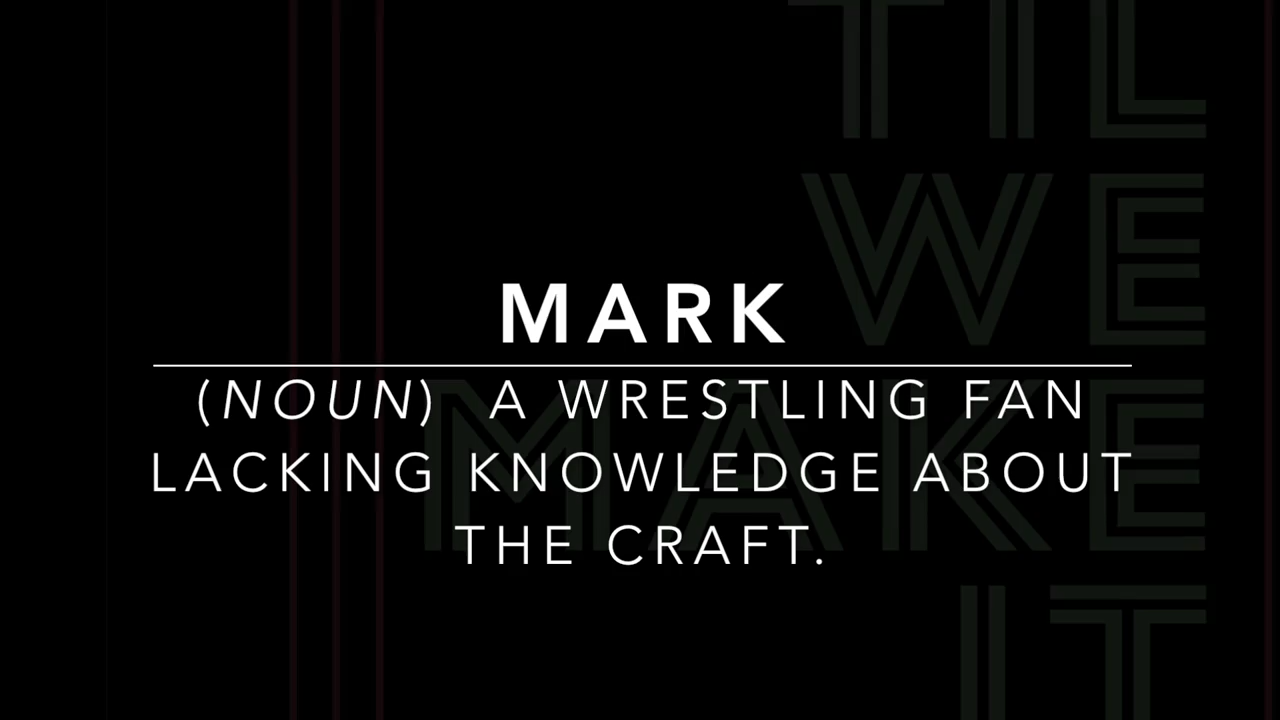 TIL
WE
MAKE
IT
MARK
(NOUN) A WRESTLING FAN
LACKING KNOWLEDGE ABOUT
THE CRAFT.